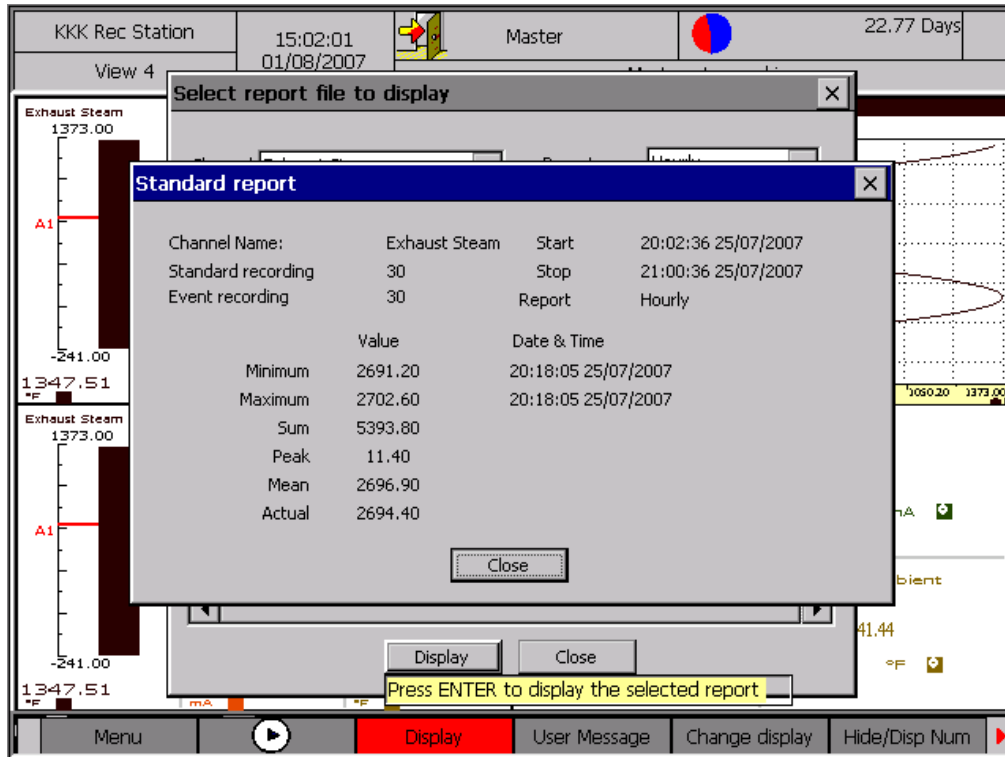 KKK Rec Station
View 4
15:02:01
01/08/2007
Master
22.77 Days
Select report file to display
Exhaust Steam
1373.00
A1
-241.00
1347.51
°F
Standard report
Channel Name: Exhaust Steam Start 20:02:36 25/07/2007
Standard recording 30 Stop 21:00:36 25/07/2007
Event recording 30 Report Hourly
Value Date & Time
Minimum 2691.20 20:18:05 25/07/2007
Maximum 2702.60 20:18:05 25/07/2007
Sum 5393.80
Peak 11.40
Mean 2696.90
Actual 2694.40
Close
1050.20 1373.00
Exhaust Steam
1373.00
A1
-241.00
1347.51
°F
mA
°F
41.44
°F
Display Close
Press ENTER to display the selected report
Menu Display User Message Change display Hide/Disp Num